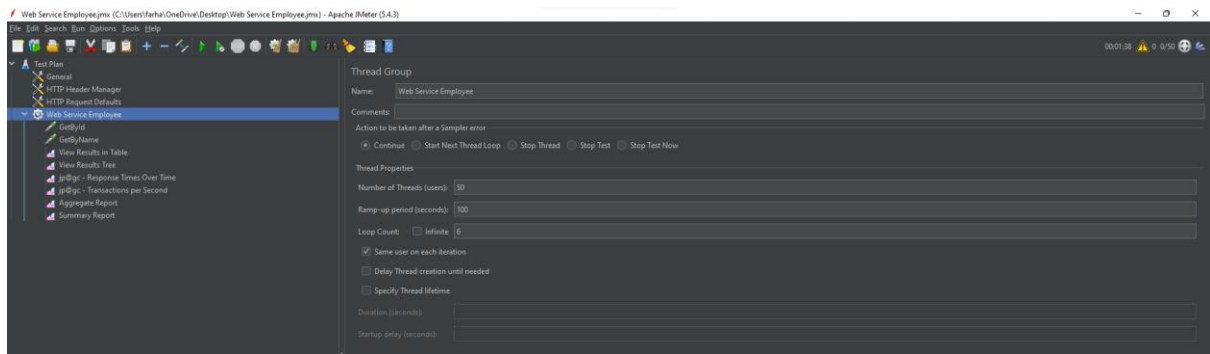 Web Service Employee.jmx (C:\Users\farha\OneDrive\Desktop\Web Service Employee.jmx) - Apache JMeter (5.4.3)
File Edit Search Run Options Tools Help
00:01:38 0 0/50
Test Plan
General
HTTP Header Manager
HTTP Request Defaults
Web Service Employee
GetById
GetByName
View Results in Table
View Results Tree
jp@gc - Response Times Over Time
jp@gc - Transactions per Second
Aggregate Report
Summary Report
Thread Group
Name: Web Service Employee
Comments:
Action to be taken after a Sampler error
Continue Start Next Thread Loop Stop Thread Stop Test Stop Test Now
Thread Properties
Number of Threads (users): 50
Ramp-up period (seconds): 100
Loop Count: Infinite 6
Same user on each iteration
Delay Thread creation until needed
Specify Thread lifetime
Duration (seconds):
Startup delay (seconds):